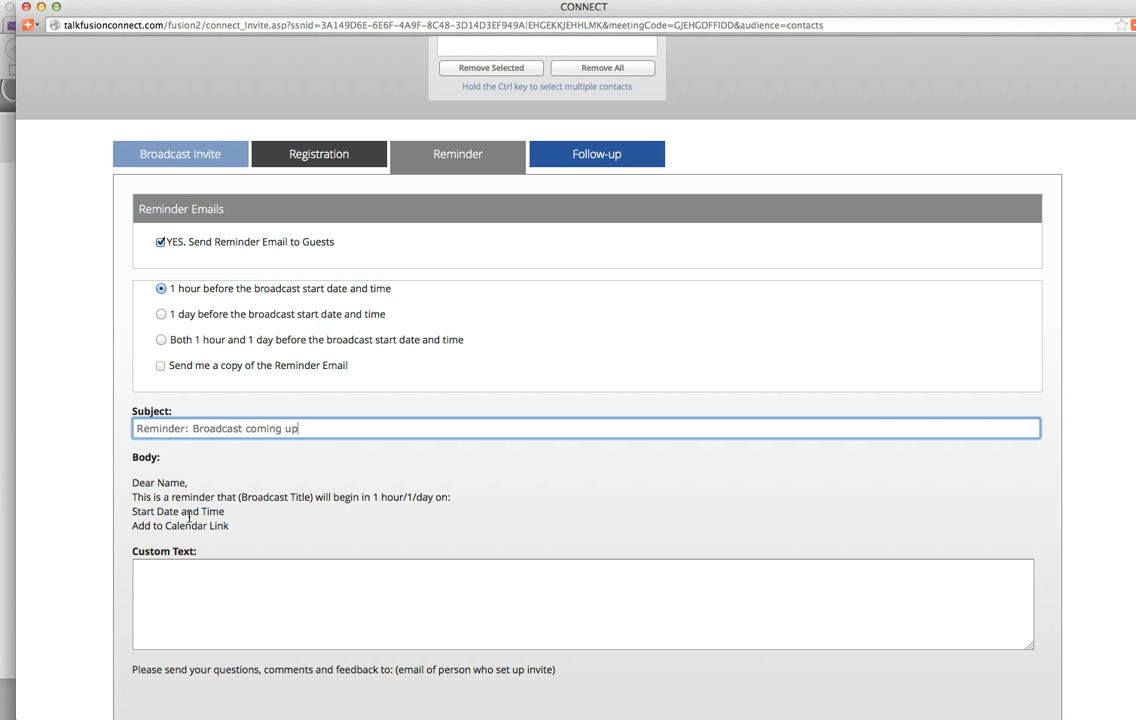 CONNECT
talkfusionconnect.com/fusion2/connect_Invite.asp?ssnid=3A149D6E-6E6F-4A9F-8C48-3D14D3EF949A|EHGEKKJEHHLMK&meetingCode=GJEHGDFFIDD&audience=contacts
Remove Selected
Remove All
Hold the Ctrl key to select multiple contacts
Broadcast Invite
Registration
Reminder
Follow-up
Reminder Emails
YES. Send Reminder Email to Guests
1 hour before the broadcast start date and time
1 day before the broadcast start date and time
Both 1 hour and 1 day before the broadcast start date and time
Send me a copy of the Reminder Email
Subject:
Reminder: Broadcast coming up
Body:
Dear Name,
This is a reminder that (Broadcast Title) will begin in 1 hour/1/day on:
Start Date and Time
Add to Calendar Link
Custom Text:
Please send your questions, comments and feedback to: (email of person who set up invite)